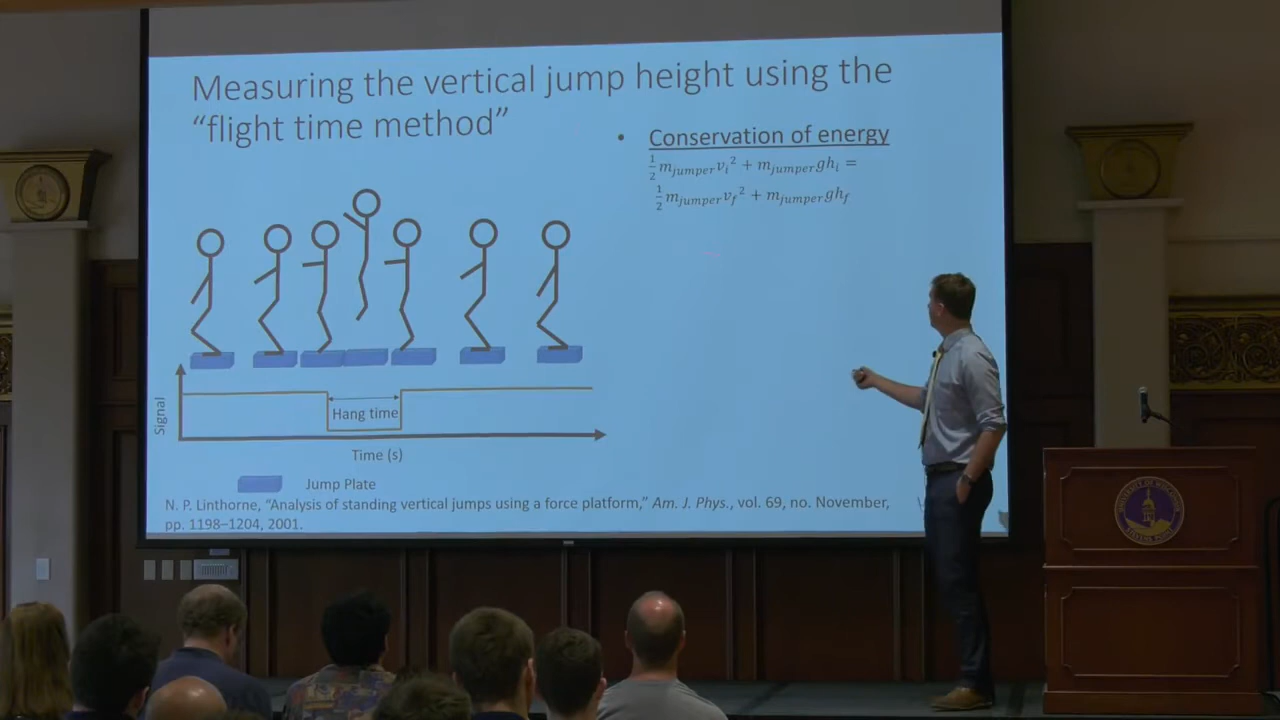 Measuring the vertical jump height using the
“flight time method”
• Conservation of energy
½ m_jumper v_i² + m_jumper gh_i =
½ m_jumper v_f² + m_jumper gh_f
Signal
Hang time
Time (s)
Jump Plate
N. P. Linthorne, “Analysis of standing vertical jumps using a force platform,” Am. J. Phys., vol. 69, no. November,
pp. 1198–1204, 2001.